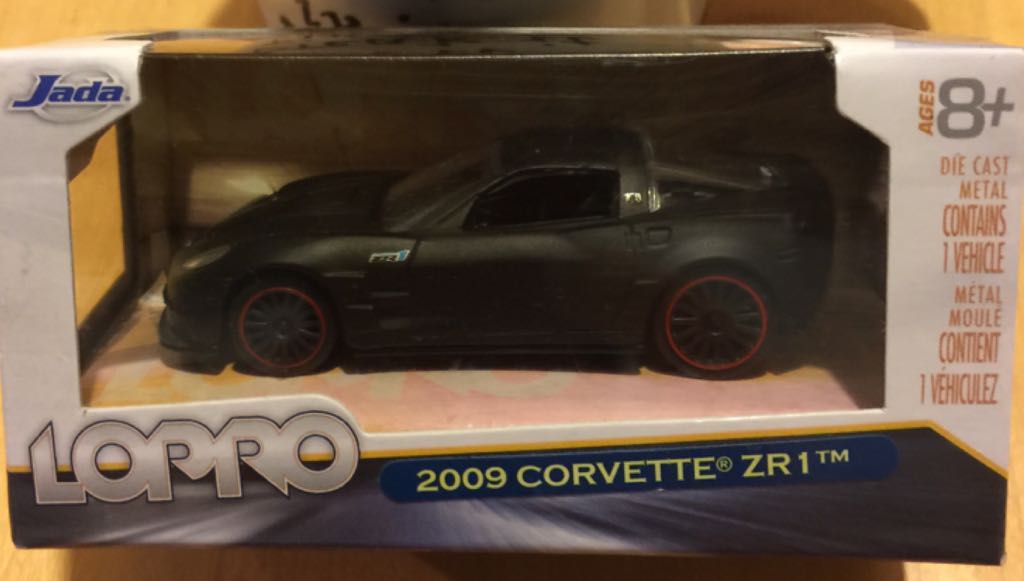 Jada
AGES 8+
DIE CAST
METAL
CONTAINS
1 VEHICLE
MÉTAL
MOULÉ
CONTIENT
1 VÉHICULEZ
ZR1
LOPRO
LOPRO
2009 CORVETTE® ZR1™